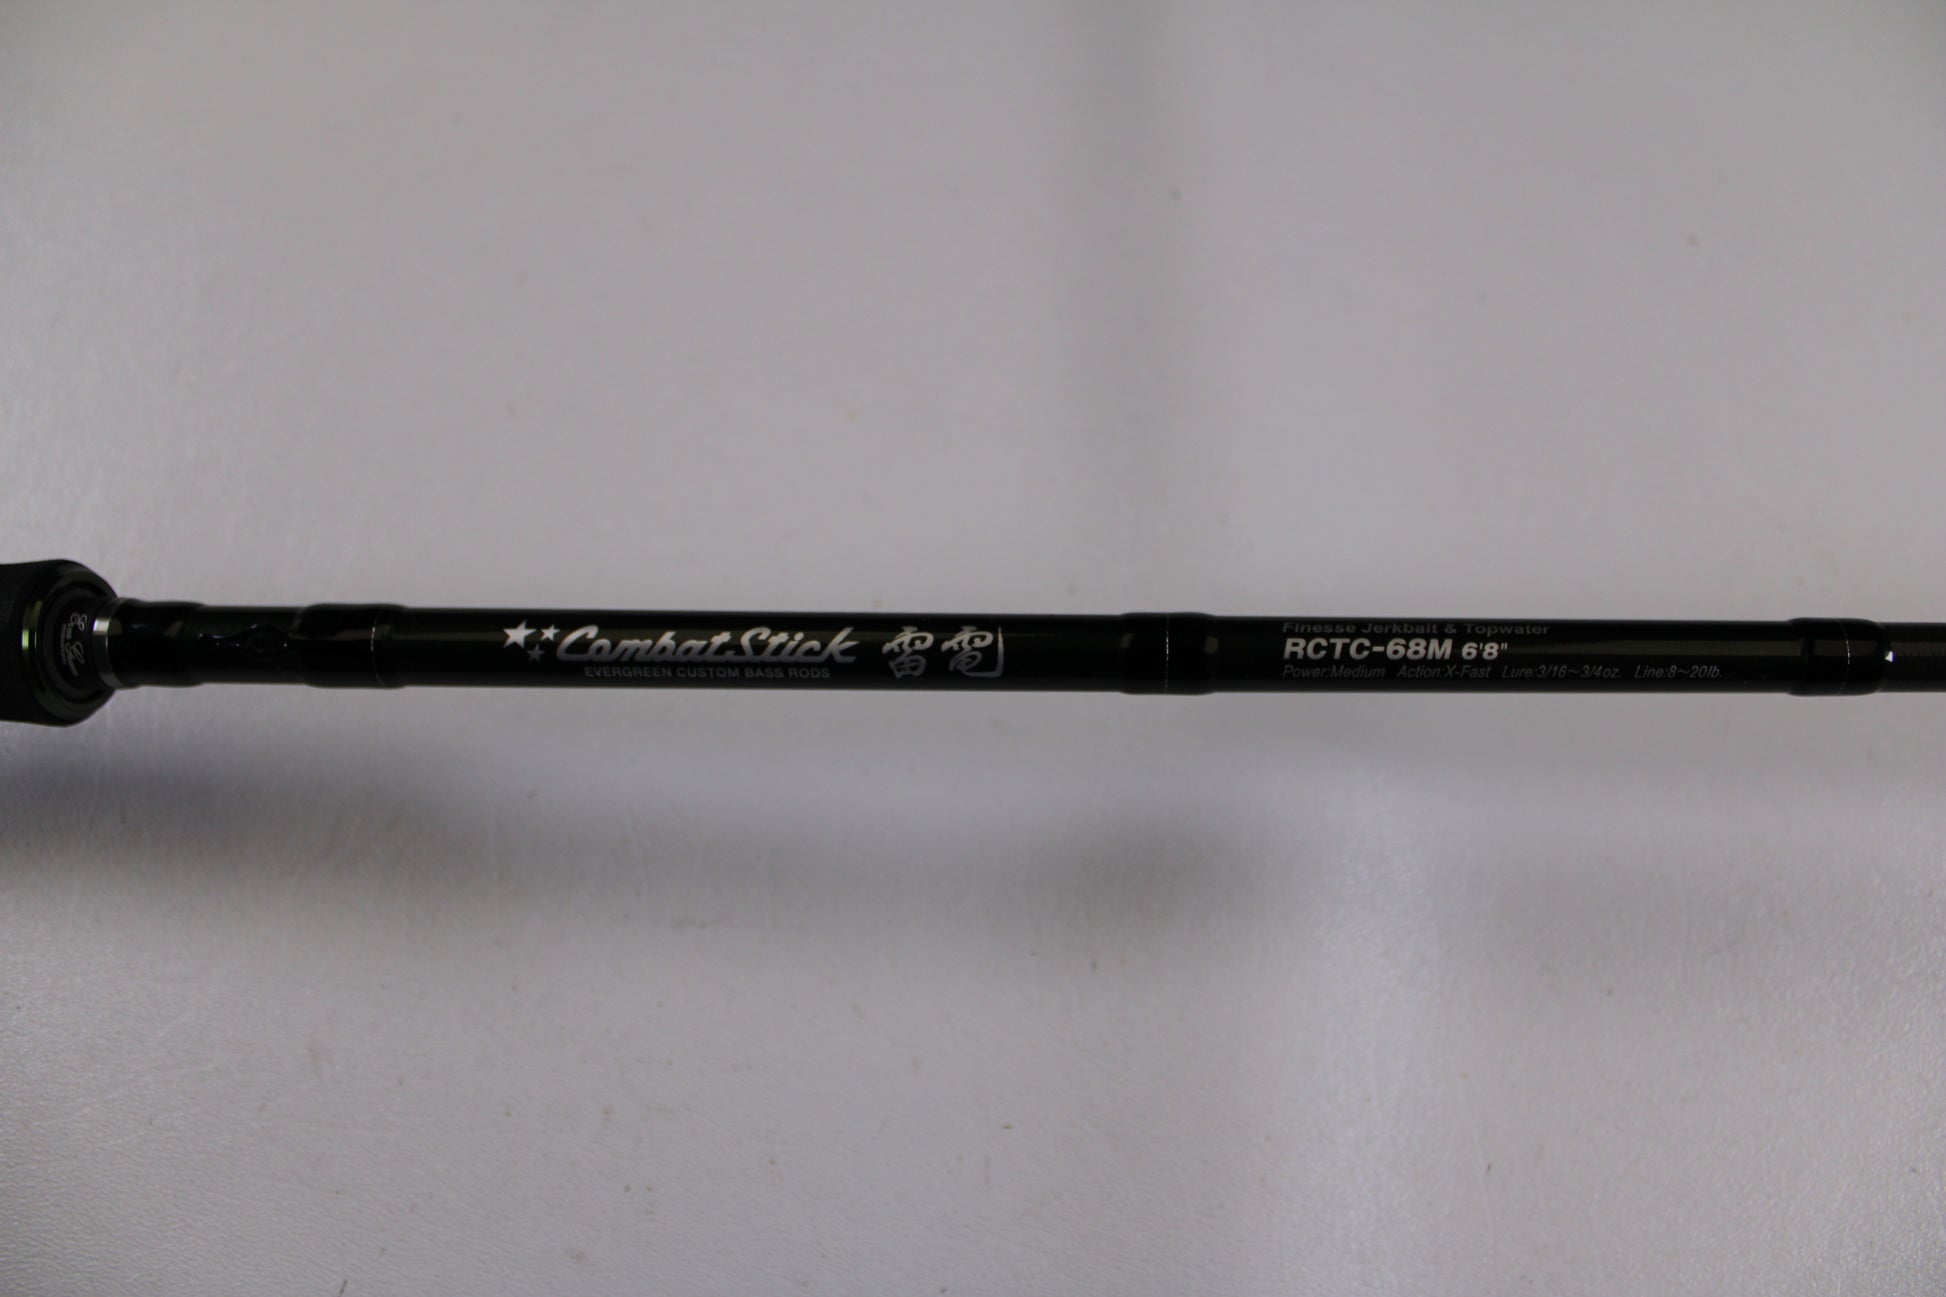 Combat Stick 雷電
EVERGREEN CUSTOM BASS RODS
Finesse Jerkbait & Topwater
RCTC-68M 6'8"
Power:Medium Action:X-Fast Lure:3/16~3/4oz. Line:8~20lb.